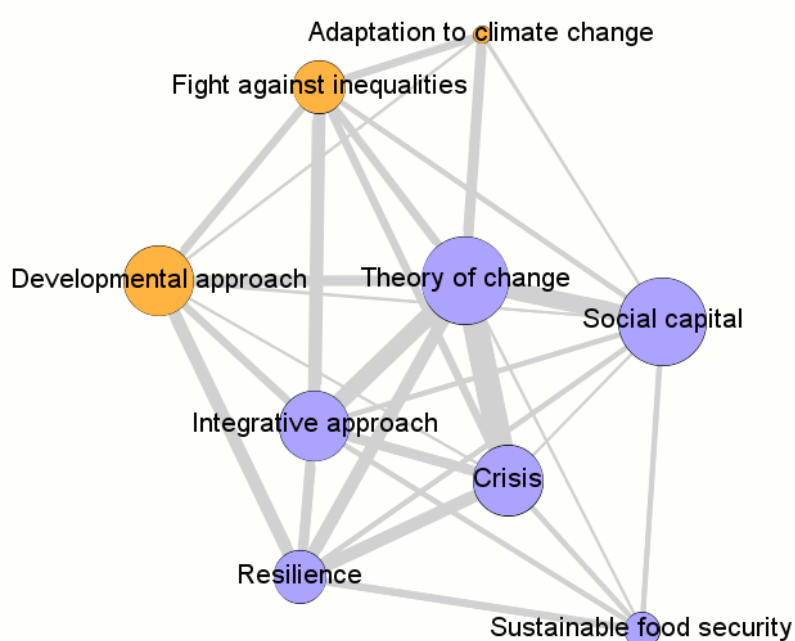 Adaptation to climate change
Fight against inequalities
Developmental approach
Theory of change
Social capital
Integrative approach
Crisis
Resilience
Sustainable food security